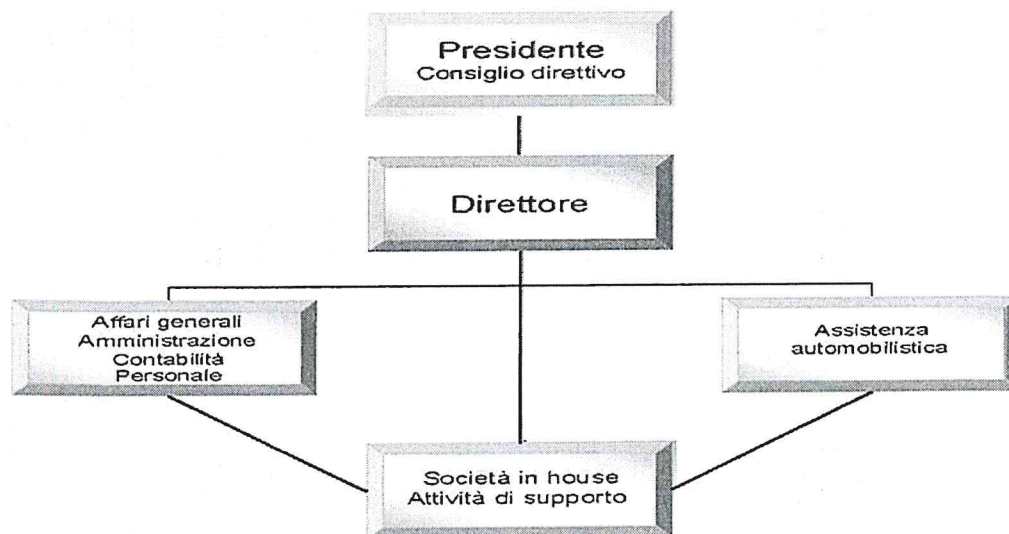 Presidente
Consiglio direttivo
Direttore
Affari generali
Amministrazione
Contabilità
Personale
Assistenza
automobilistica
Società in house
Attività di supporto